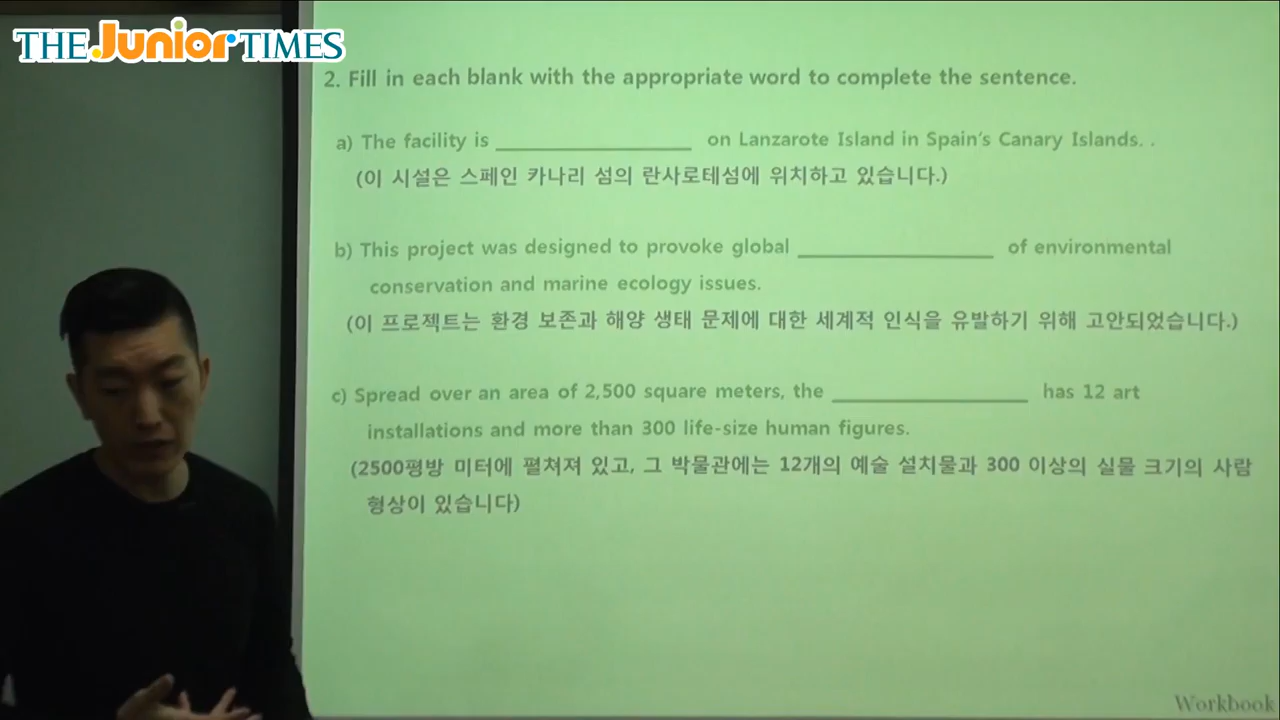 THE Junior TIMES
2. Fill in each blank with the appropriate word to complete the sentence.
a) The facility is ________________ on Lanzarote Island in Spain's Canary Islands. .
(이 시설은 스페인 카나리 섬의 란사로테섬에 위치하고 있습니다.)
b) This project was designed to provoke global ________________ of environmental
conservation and marine ecology issues.
(이 프로젝트는 환경 보존과 해양 생태 문제에 대한 세계적 인식을 유발하기 위해 고안되었습니다.)
c) Spread over an area of 2,500 square meters, the ________________ has 12 art
installations and more than 300 life-size human figures.
(2500평방 미터에 펼쳐져 있고, 그 박물관에는 12개의 예술 설치물과 300 이상의 실물 크기의 사람
형상이 있습니다)
Workbook